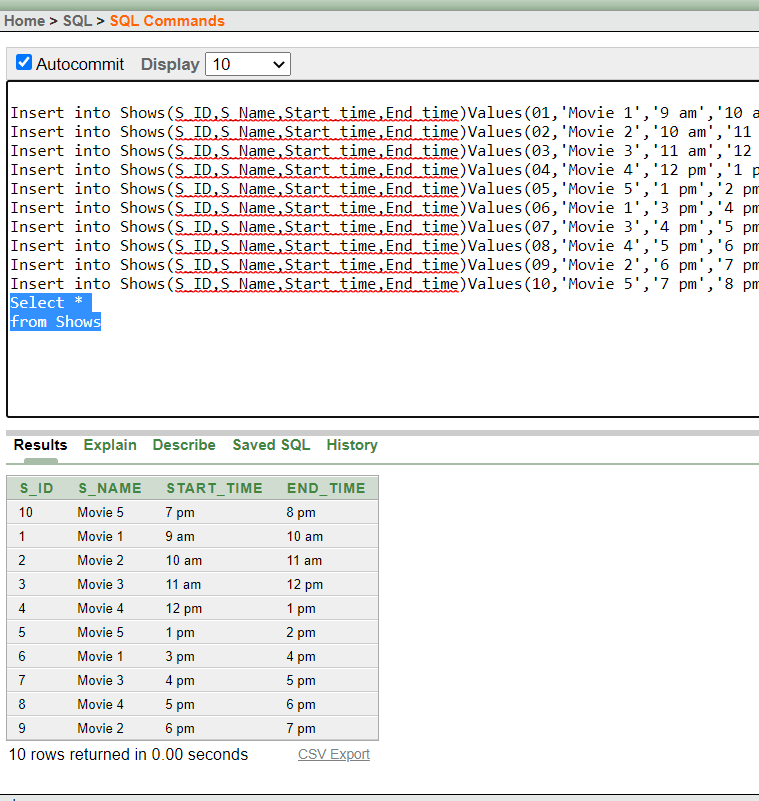 Home > SQL > SQL Commands
Autocommit Display 10
Insert into Shows(S_ID,S_Name,Start_time,End_time)Values(01,'Movie 1','9 am','10 a
Insert into Shows(S_ID,S_Name,Start_time,End_time)Values(02,'Movie 2','10 am','11
Insert into Shows(S_ID,S_Name,Start_time,End_time)Values(03,'Movie 3','11 am','12
Insert into Shows(S_ID,S_Name,Start_time,End_time)Values(04,'Movie 4','12 pm','1 p
Insert into Shows(S_ID,S_Name,Start_time,End_time)Values(05,'Movie 5','1 pm','2 pm
Insert into Shows(S_ID,S_Name,Start_time,End_time)Values(06,'Movie 1','3 pm','4 pm
Insert into Shows(S_ID,S_Name,Start_time,End_time)Values(07,'Movie 3','4 pm','5 pm
Insert into Shows(S_ID,S_Name,Start_time,End_time)Values(08,'Movie 4','5 pm','6 pm
Insert into Shows(S_ID,S_Name,Start_time,End_time)Values(09,'Movie 2','6 pm','7 pm
Insert into Shows(S_ID,S_Name,Start_time,End_time)Values(10,'Movie 5','7 pm','8 pm
Select *
from Shows
Results Explain Describe Saved SQL History
S_ID S_NAME START_TIME END_TIME
10 Movie 5 7 pm 8 pm
1 Movie 1 9 am 10 am
2 Movie 2 10 am 11 am
3 Movie 3 11 am 12 pm
4 Movie 4 12 pm 1 pm
5 Movie 5 1 pm 2 pm
6 Movie 1 3 pm 4 pm
7 Movie 3 4 pm 5 pm
8 Movie 4 5 pm 6 pm
9 Movie 2 6 pm 7 pm
10 rows returned in 0.00 seconds CSV Export